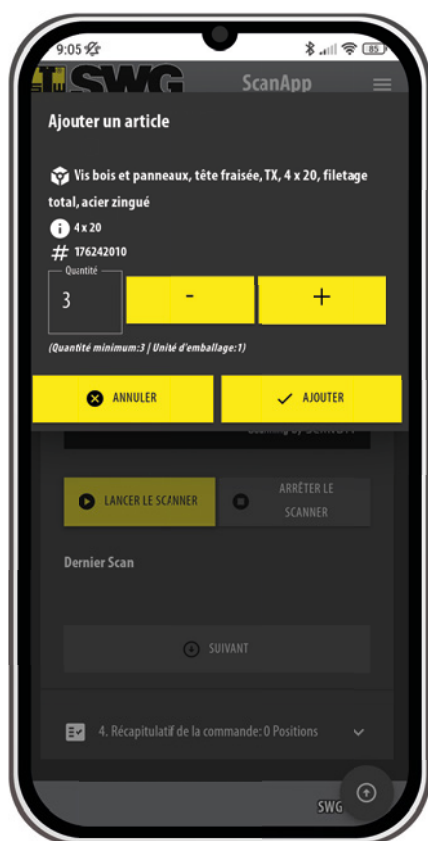 9:05
85
SWG ScanApp
Ajouter un article
Vis bois et panneaux, tête fraisée, TX, 4 x 20, filetage
total, acier zingué
4 x 20
# 176242010
Quantité
3 - +
(Quantité minimum:3 | Unité d'emballage:1)
ANNULER AJOUTER
LANCER LE SCANNER
ARRÊTER LE
SCANNER
Dernier Scan
SUIVANT
4. Récapitulatif de la commande: 0 Positions
SWG